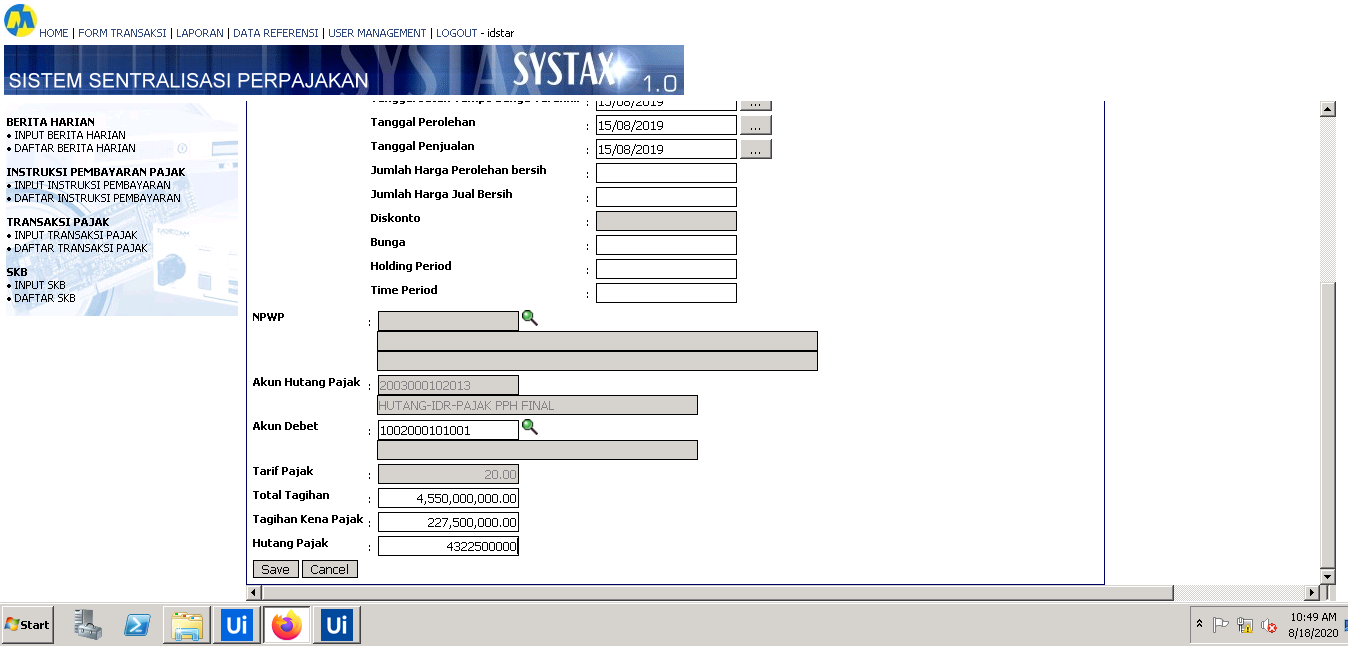 HOME | FORM TRANSAKSI | LAPORAN | DATA REFERENSI | USER MANAGEMENT | LOGOUT - idstar
SISTEM SENTRALISASI PERPAJAKAN
SYSTAX 1.0
BERITA HARIAN
• INPUT BERITA HARIAN
• DAFTAR BERITA HARIAN
INSTRUKSI PEMBAYARAN PAJAK
• INPUT INSTRUKSI PEMBAYARAN
• DAFTAR INSTRUKSI PEMBAYARAN
TRANSAKSI PAJAK
• INPUT TRANSAKSI PAJAK
• DAFTAR TRANSAKSI PAJAK
SKB
• INPUT SKB
• DAFTAR SKB
: 15/08/2019 ...
Tanggal Perolehan : 15/08/2019 ...
Tanggal Penjualan : 15/08/2019 ...
Jumlah Harga Perolehan bersih :
Jumlah Harga Jual Bersih :
Diskonto :
Bunga :
Holding Period :
Time Period :
NPWP :
Akun Hutang Pajak : 2003000102013
HUTANG-IDR-PAJAK PPH FINAL
Akun Debet : 1002000101001
Tarif Pajak : 20.00
Total Tagihan : 4,550,000,000.00
Tagihan Kena Pajak : 227,500,000.00
Hutang Pajak : 4322500000
Save Cancel
Start
Ui
Ui
10:49 AM
8/18/2020